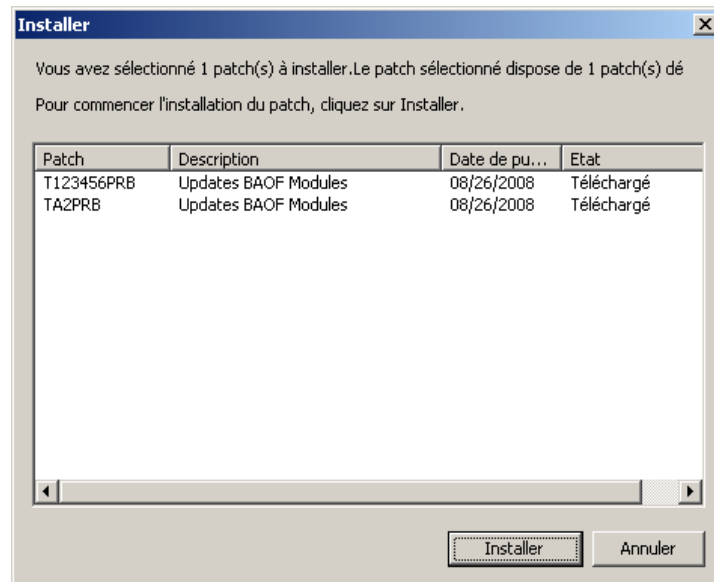 Installer
Vous avez sélectionné 1 patch(s) à installer.Le patch sélectionné dispose de 1 patch(s) dé
Pour commencer l'installation du patch, cliquez sur Installer.
Patch Description Date de pu... Etat
T123456PRB Updates BAOF Modules 08/26/2008 Téléchargé
TA2PRB Updates BAOF Modules 08/26/2008 Téléchargé
Installer Annuler